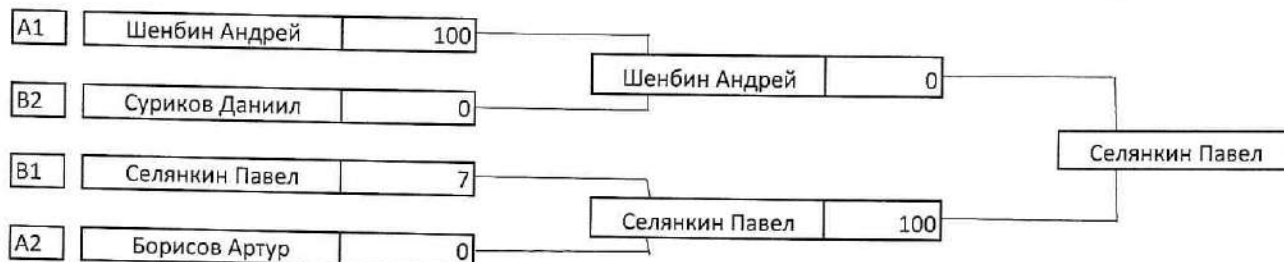 A1 Шенбин Андрей 100
Шенбин Андрей 0
B2 Суриков Даниил 0
Селянкин Павел
B1 Селянкин Павел 7
Селянкин Павел 100
A2 Борисов Артур 0